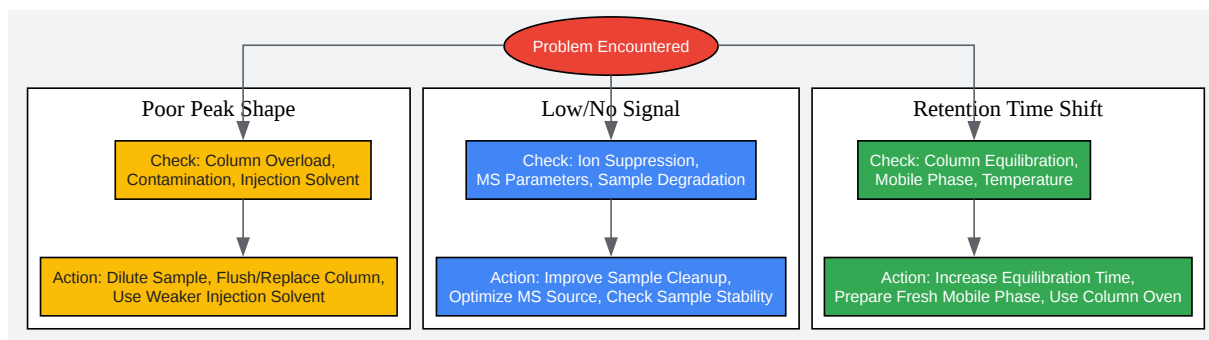 Problem Encountered
Poor Peak Shape
Check: Column Overload,
Contamination, Injection Solvent
Action: Dilute Sample, Flush/Replace Column,
Use Weaker Injection Solvent
Low/No Signal
Check: Ion Suppression,
MS Parameters, Sample Degradation
Action: Improve Sample Cleanup,
Optimize MS Source, Check Sample Stability
Retention Time Shift
Check: Column Equilibration,
Mobile Phase, Temperature
Action: Increase Equilibration Time,
Prepare Fresh Mobile Phase, Use Column Oven